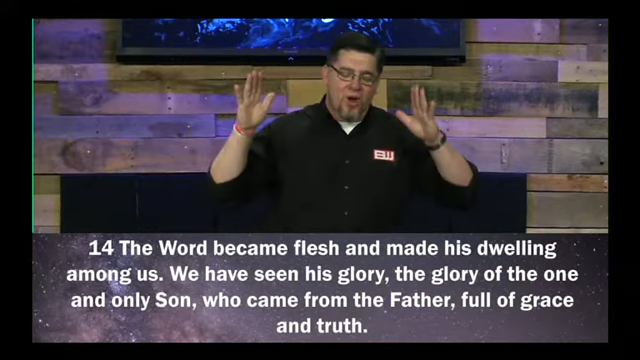 BW
14 The Word became flesh and made his dwelling
among us. We have seen his glory, the glory of the one
and only Son, who came from the Father, full of grace
and truth.